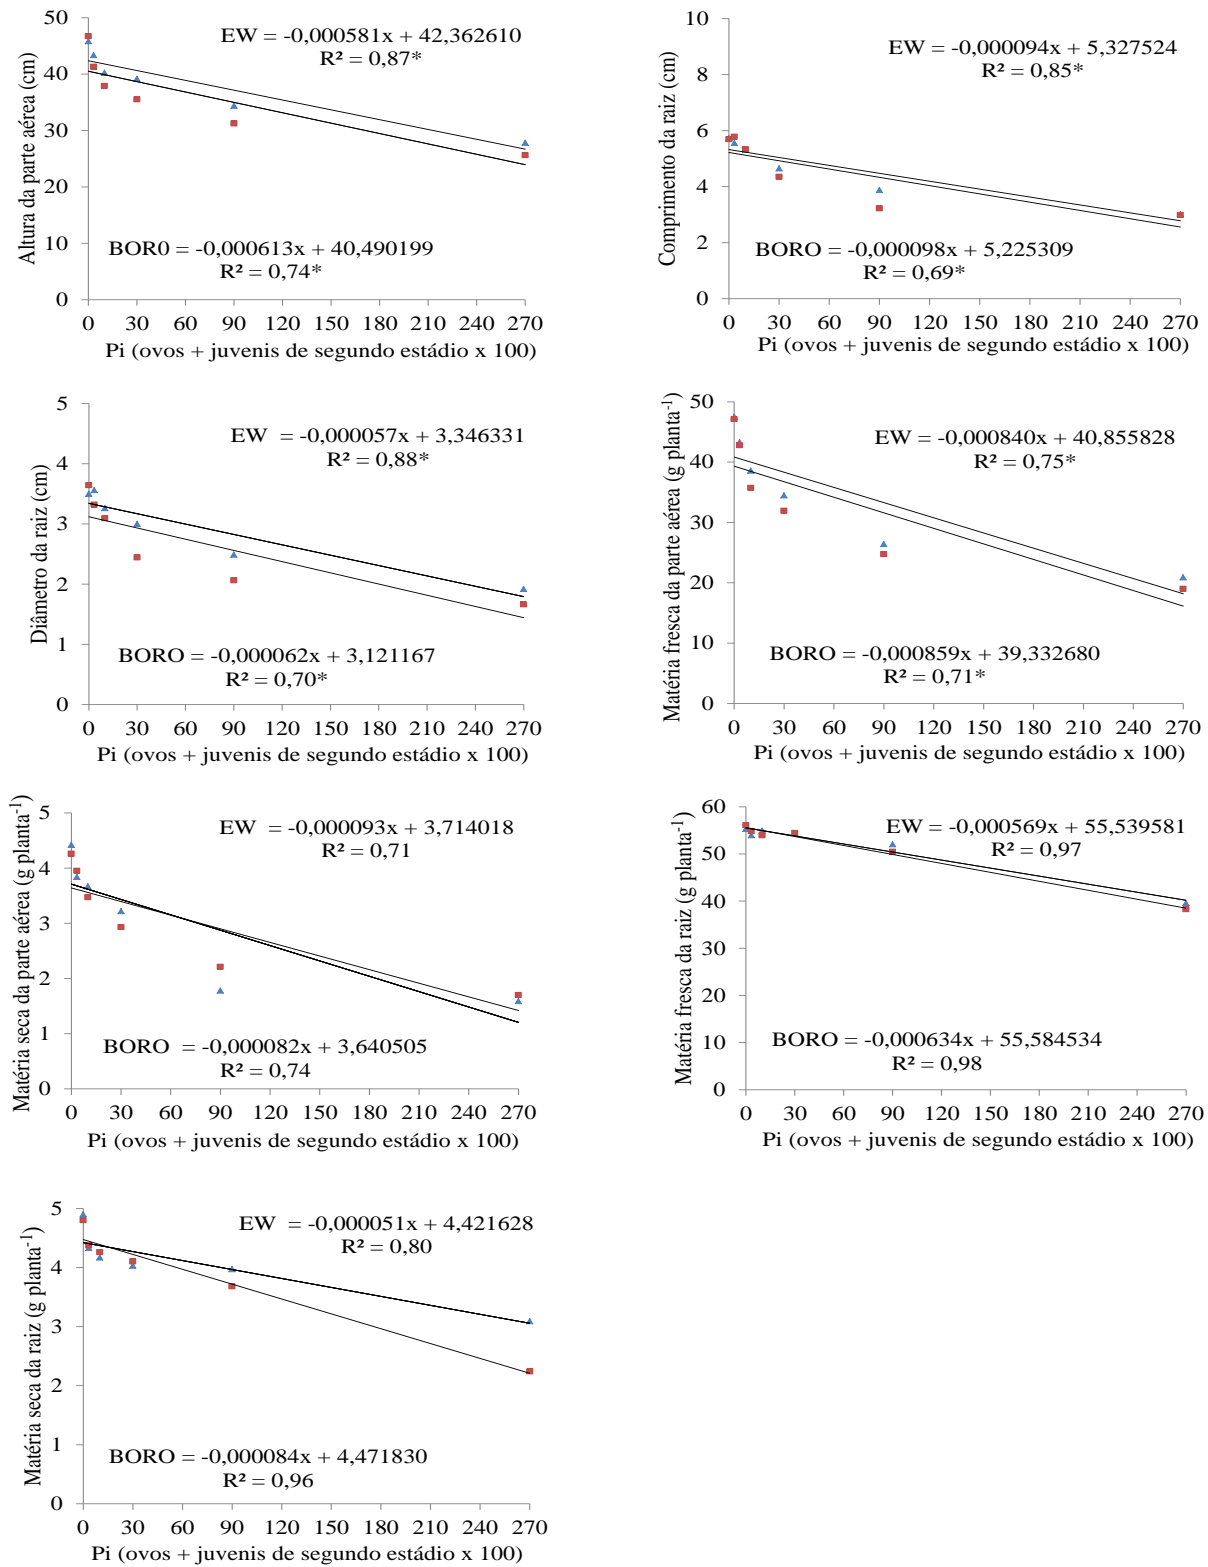 Altura da parte aérea (cm)
50
40
30
20
10
0
EW = -0,000581x + 42,362610
R² = 0,87*
BOR0 = -0,000613x + 40,490199
R² = 0,74*
0 30 60 90 120 150 180 210 240 270
Pi (ovos + juvenis de segundo estádio x 100)
Comprimento da raiz (cm)
10
8
6
4
2
0
EW = -0,000094x + 5,327524
R² = 0,85*
BORO = -0,000098x + 5,225309
R² = 0,69*
0 30 60 90 120 150 180 210 240 270
Pi (ovos + juvenis de segundo estádio x 100)
Diâmetro da raiz (cm)
5
4
3
2
1
0
EW = -0,000057x + 3,346331
R² = 0,88*
BORO = -0,000062x + 3,121167
R² = 0,70*
0 30 60 90 120 150 180 210 240 270
Pi (ovos + juvenis de segundo estádio x 100)
Matéria fresca da parte aérea (g planta⁻¹)
50
40
30
20
10
0
EW = -0,000840x + 40,855828
R² = 0,75*
BORO = -0,000859x + 39,332680
R² = 0,71*
0 30 60 90 120 150 180 210 240 270
Pi (ovos + juvenis de segundo estádio x 100)
Matéria seca da parte aérea (g planta⁻¹)
5
4
3
2
1
0
EW = -0,000093x + 3,714018
R² = 0,71
BORO = -0,000082x + 3,640505
R² = 0,74
0 30 60 90 120 150 180 210 240 270
Pi (ovos + juvenis de segundo estádio x 100)
Matéria fresca da raiz (g planta⁻¹)
60
50
40
30
20
10
0
EW = -0,000569x + 55,539581
R² = 0,97
BORO = -0,000634x + 55,584534
R² = 0,98
0 30 60 90 120 150 180 210 240 270
Pi (ovos + juvenis de segundo estádio x 100)
Matéria seca da raiz (g planta⁻¹)
5
4
3
2
1
0
EW = -0,000051x + 4,421628
R² = 0,80
BORO = -0,000084x + 4,471830
R² = 0,96
0 30 60 90 120 150 180 210 240 270
Pi (ovos + juvenis de segundo estádio x 100)